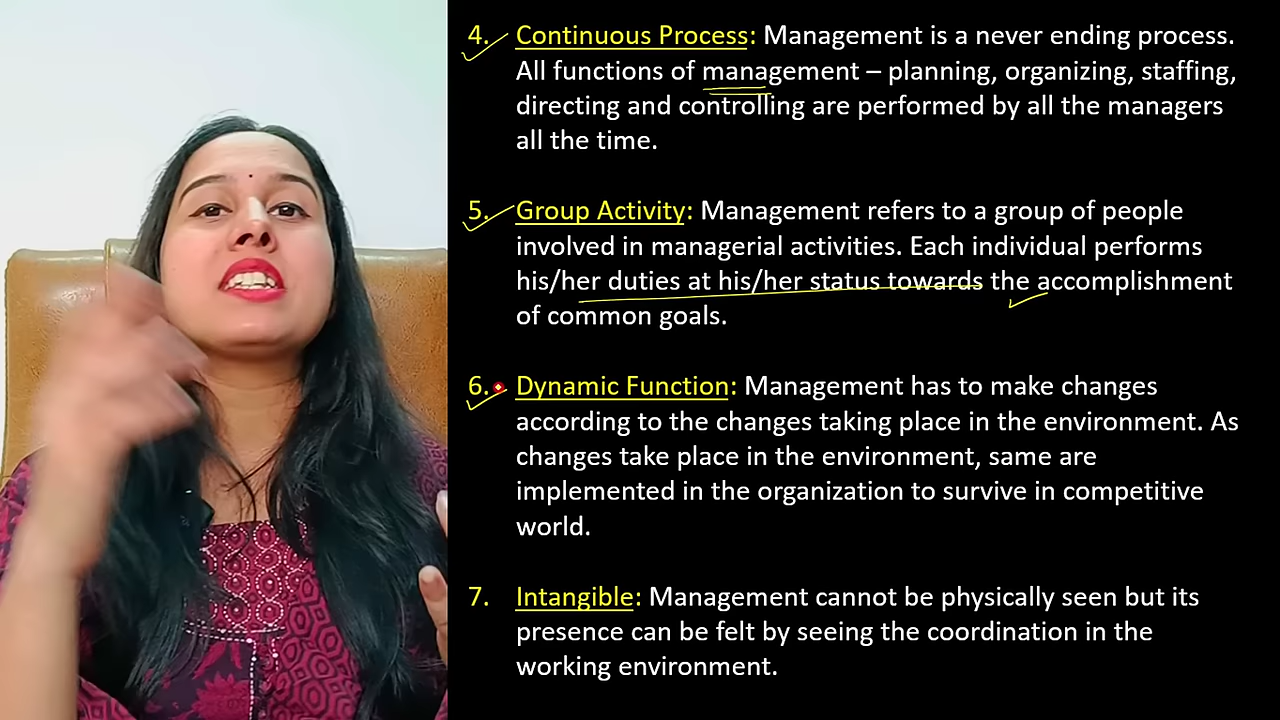 4. Continuous Process: Management is a never ending process.
All functions of management – planning, organizing, staffing,
directing and controlling are performed by all the managers
all the time.
5. Group Activity: Management refers to a group of people
involved in managerial activities. Each individual performs
his/her duties at his/her status towards the accomplishment
of common goals.
6. Dynamic Function: Management has to make changes
according to the changes taking place in the environment. As
changes take place in the environment, same are
implemented in the organization to survive in competitive
world.
7. Intangible: Management cannot be physically seen but its
presence can be felt by seeing the coordination in the
working environment.